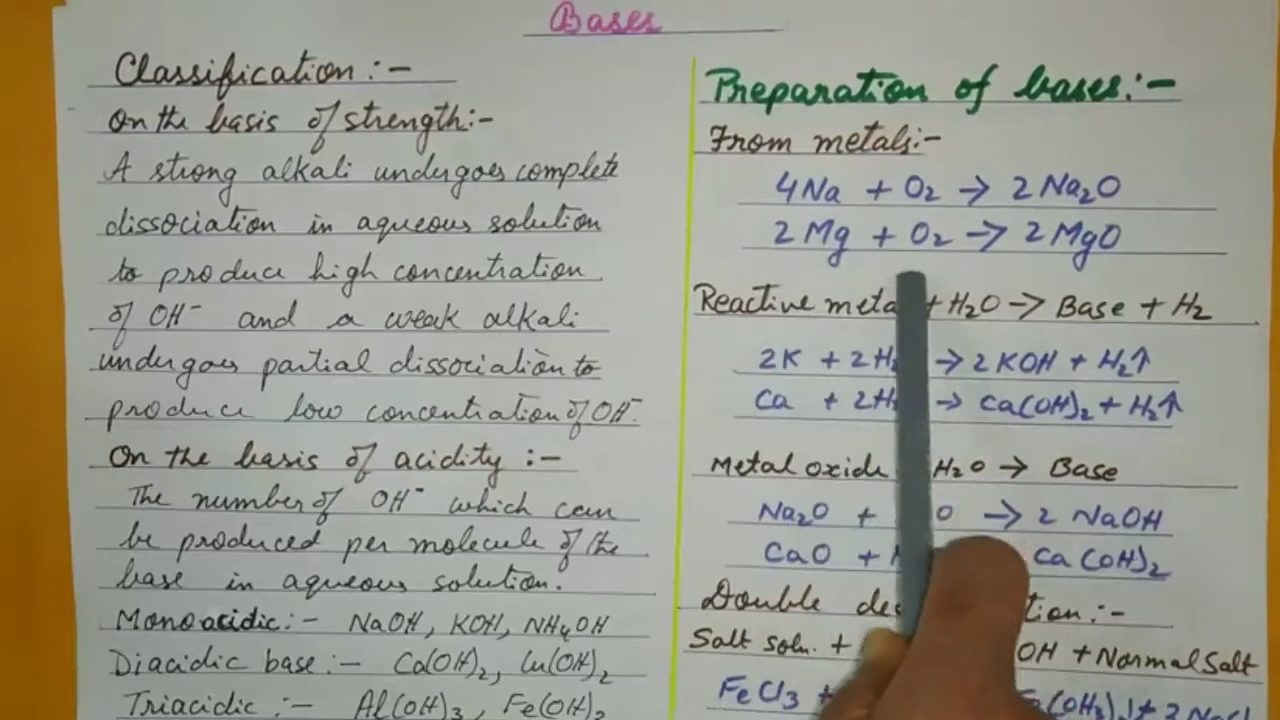 Bases
Classification :-
On the basis of strength:-
A strong alkali undergoes complete
dissociation in aqueous solution
to produce high concentration
of OH⁻ and a weak alkali
undergoes partial dissociation to
produce low concentration of OH⁻.
On the basis of acidity :-
The number of OH⁻ which can
be produced per molecule of the
base in aqueous solution.
Monoacidic :- NaOH, KOH, NH₄OH
Diacidic base :- Ca(OH)₂, Cu(OH)₂
Triacidic :- Al(OH)₃, Fe(OH)₂
Preparation of bases:-
From metals:-
4Na + O₂ → 2Na₂O
2Mg + O₂ → 2MgO
Reactive meta + H₂O → Base + H₂
2K + 2H₂ → 2KOH + H₂↑
Ca + 2H → Ca(OH)₂ + H₂↑
Metal oxide H₂O → Base
Na₂O + O → 2 NaOH
CaO + Ca(OH)₂
Double tion:-
Salt soln. + OH + Normal Salt
FeCl₃ +